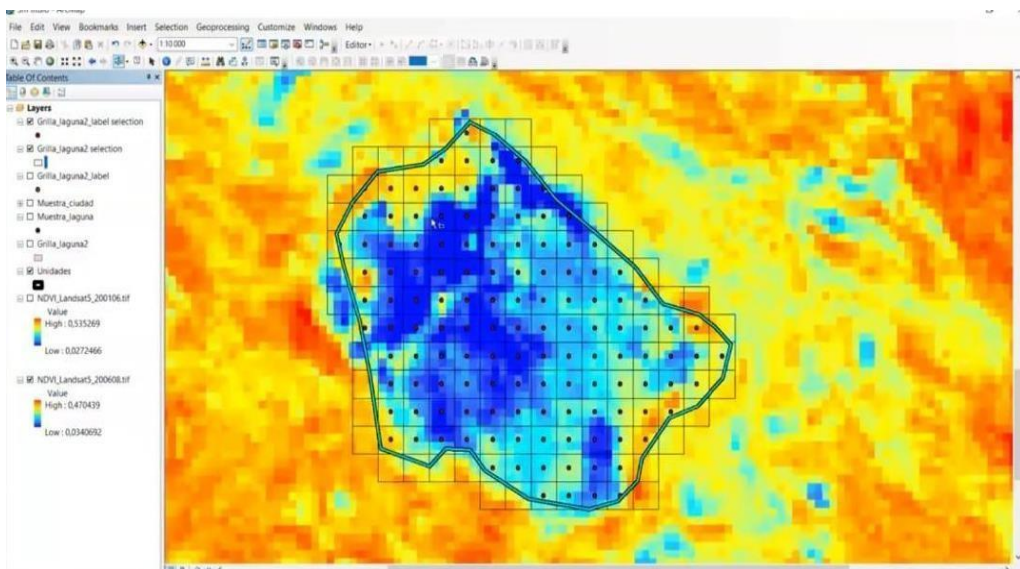 File Edit View Bookmarks Insert Selection Geoprocessing Customize Windows Help
1:10.000
Editor
Table Of Contents
Layers
Grilla_laguna2_label selection
Grilla_laguna2 selection
Grilla_laguna2_label
Muestra_ciudad
Muestra_laguna
Grilla_laguna2
Unidades
NDVI_Landsat5_200106.tif
Value
High : 0,535269
Low : 0,0272466
NDVI_Landsat5_200608.tif
Value
High : 0,470439
Low : 0,0340692